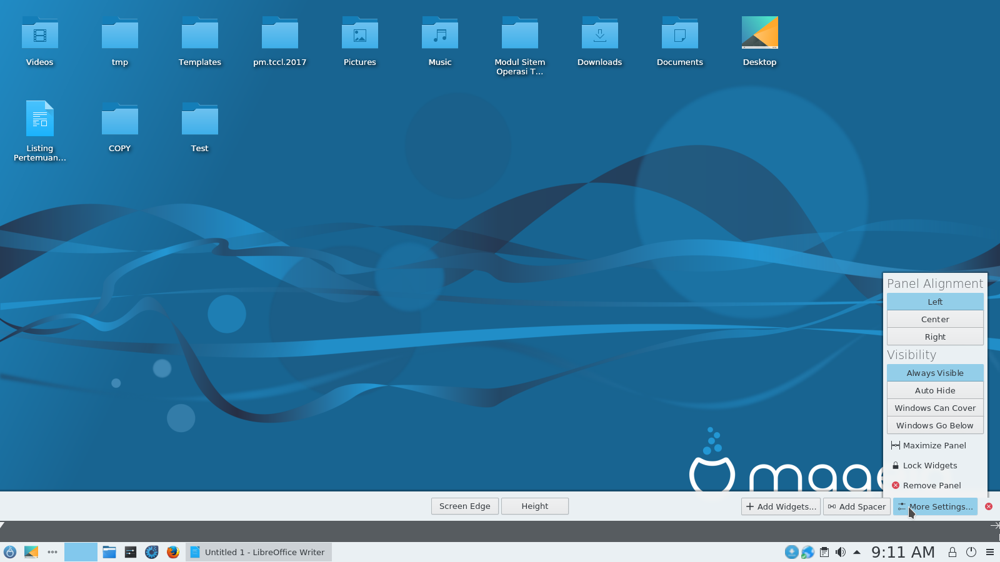 Videos
tmp
Templates
pm.tccl.2017
Pictures
Music
Modul Sitem
Operasi T...
Downloads
Documents
Desktop
Listing
Pertemuan...
COPY
Test
Panel Alignment
Left
Center
Right
Visibility
Always Visible
Auto Hide
Windows Can Cover
Windows Go Below
Maximize Panel
Lock Widgets
Remove Panel
Screen Edge
Height
Add Widgets...
Add Spacer
More Settings...
Untitled 1 - LibreOffice Writer
9:11 AM